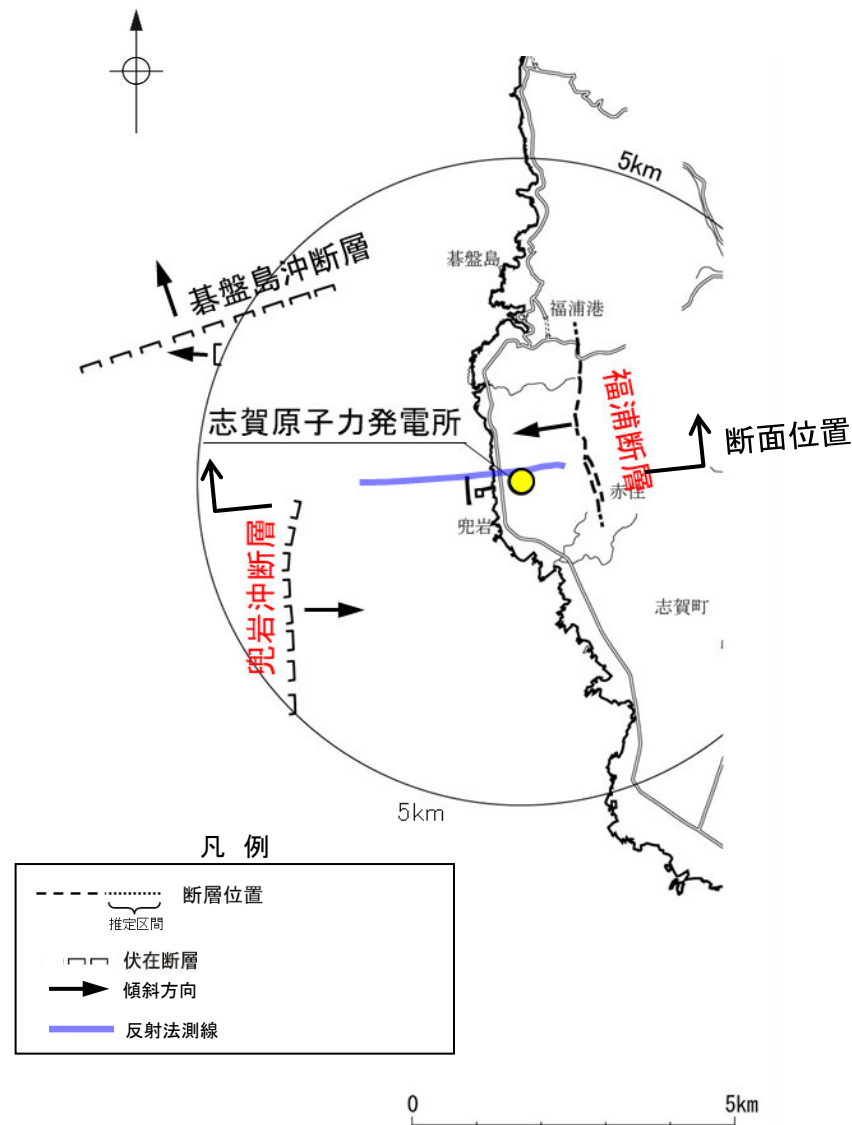 5km
碁盤島沖断層
碁盤島
福浦港
福浦断層
志賀原子力発電所
断面位置
赤住
兜岩
兜岩沖断層
志賀町
5km
凡 例
断層位置
推定区間
伏在断層
傾斜方向
反射法測線
0
5km